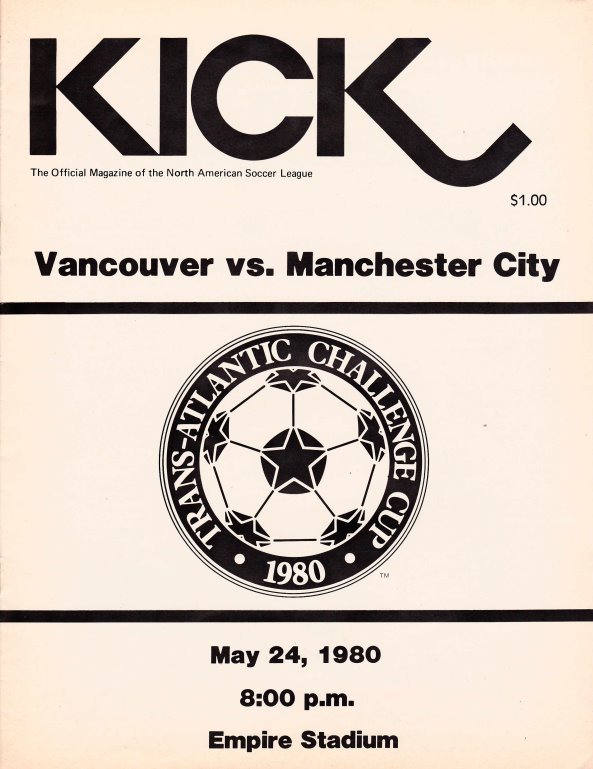 KICK
The Official Magazine of the North American Soccer League
$1.00
Vancouver vs. Manchester City
TRANS-ATLANTIC CHALLENGE CUP
• 1980 •
TM
May 24, 1980
8:00 p.m.
Empire Stadium